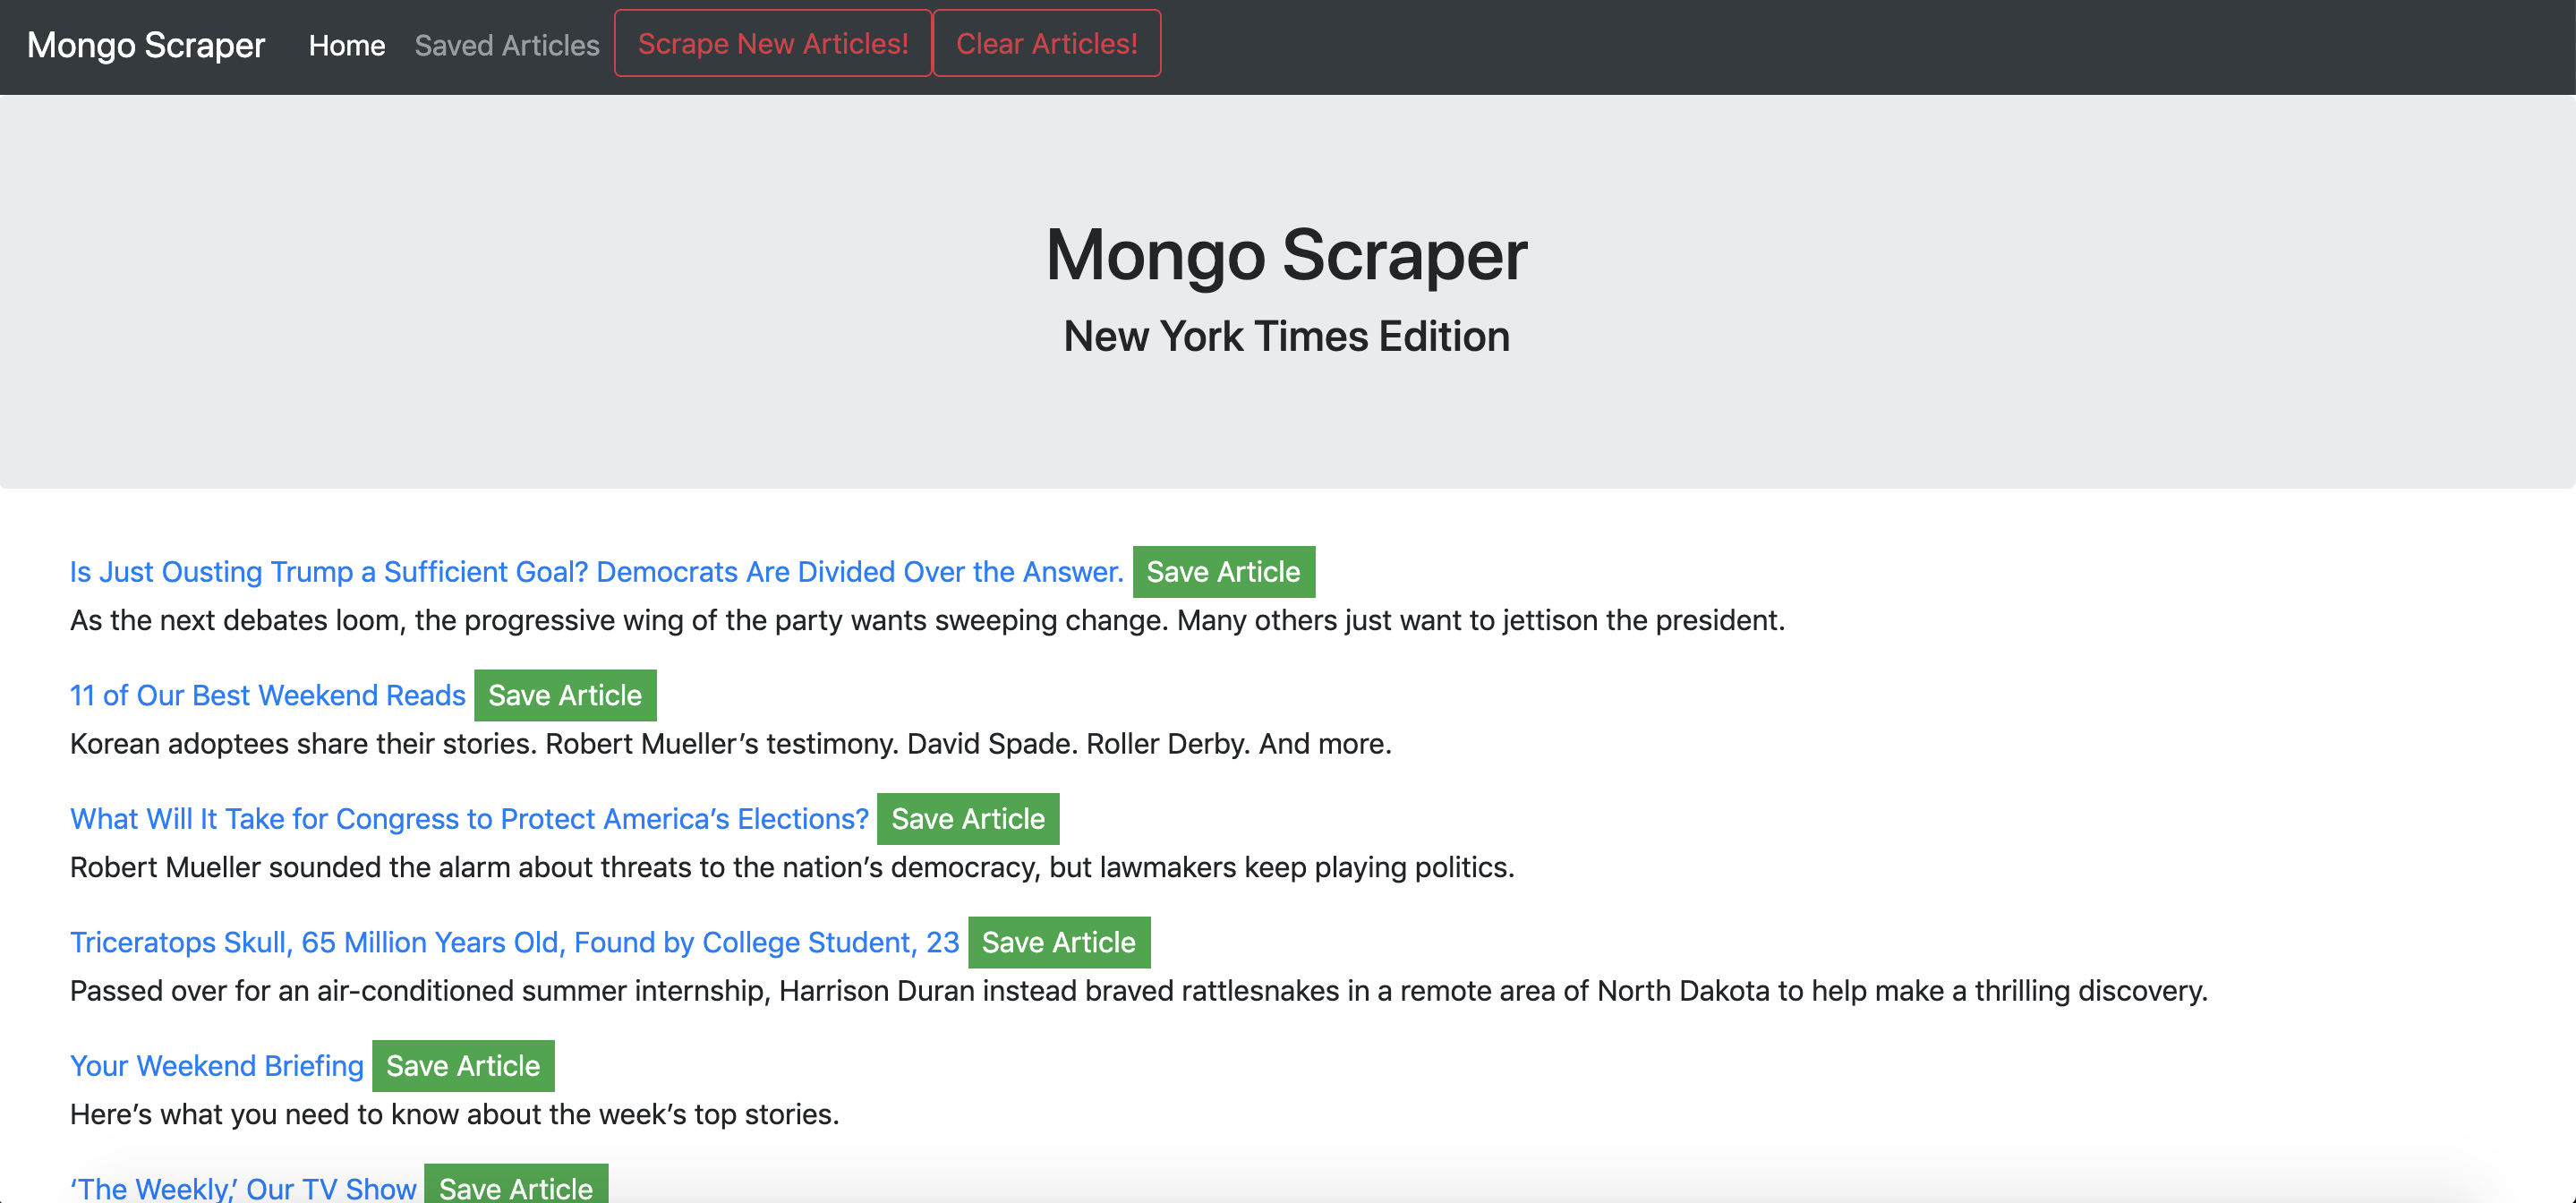 Mongo Scraper Home Saved Articles Scrape New Articles! Clear Articles!
Mongo Scraper
New York Times Edition
Is Just Ousting Trump a Sufficient Goal? Democrats Are Divided Over the Answer. Save Article
As the next debates loom, the progressive wing of the party wants sweeping change. Many others just want to jettison the president.
11 of Our Best Weekend Reads Save Article
Korean adoptees share their stories. Robert Mueller’s testimony. David Spade. Roller Derby. And more.
What Will It Take for Congress to Protect America’s Elections? Save Article
Robert Mueller sounded the alarm about threats to the nation’s democracy, but lawmakers keep playing politics.
Triceratops Skull, 65 Million Years Old, Found by College Student, 23 Save Article
Passed over for an air-conditioned summer internship, Harrison Duran instead braved rattlesnakes in a remote area of North Dakota to help make a thrilling discovery.
Your Weekend Briefing Save Article
Here’s what you need to know about the week’s top stories.
‘The Weekly,’ Our TV Show Save Article